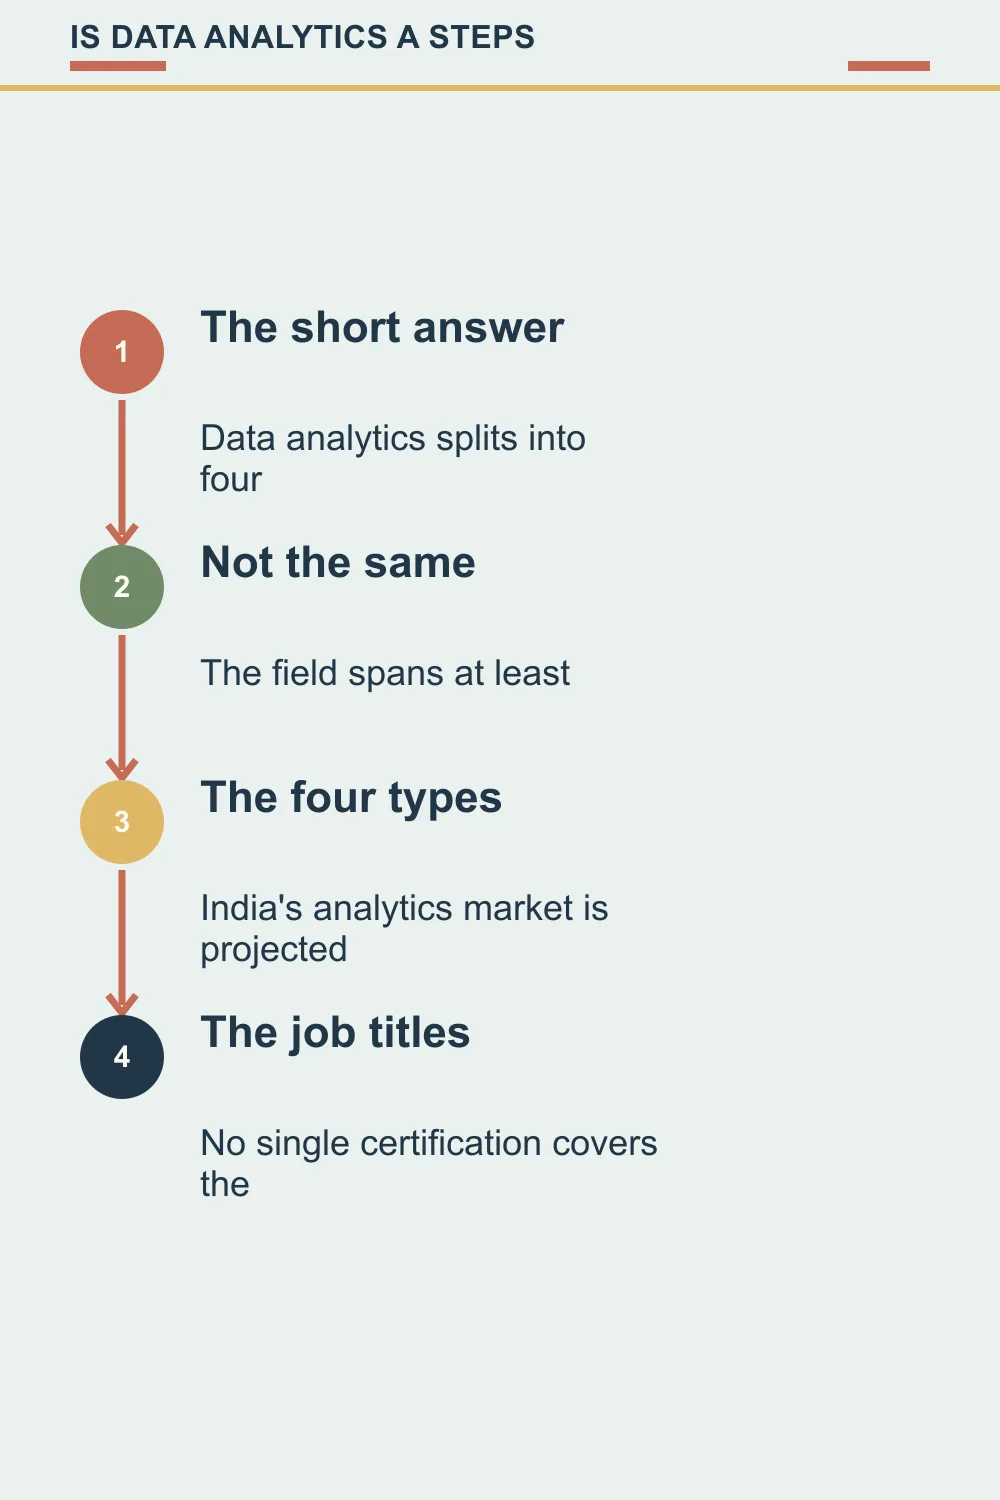 IS DATA ANALYTICS A STEPS
1
The short answer
Data analytics splits into
four
2
Not the same
The field spans at least
3
The four types
India's analytics market is
projected
4
The job titles
No single certification covers
the